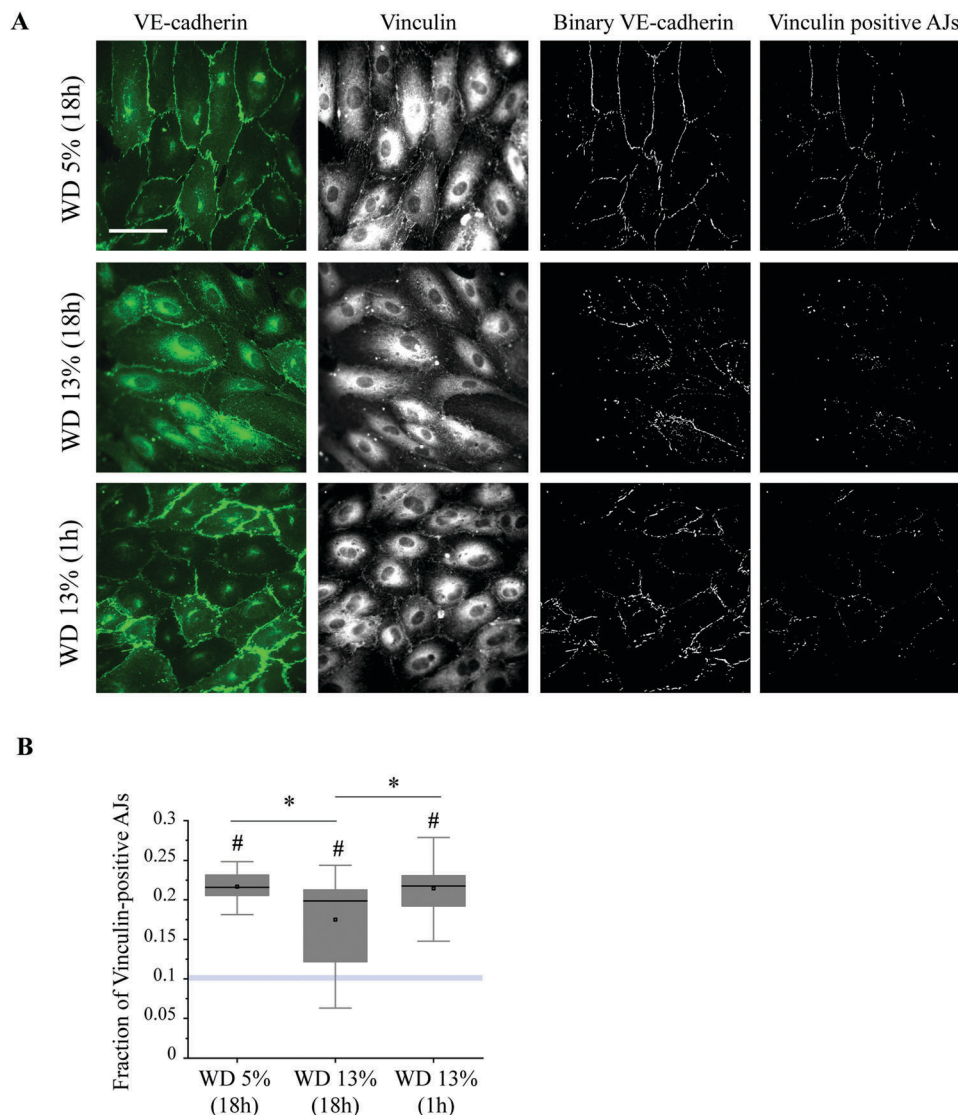 A
VE-cadherin
Vinculin
Binary VE-cadherin
Vinculin positive AJs
WD 5% (18h)
WD 13% (18h)
WD 13% (1h)
B
Fraction of Vinculin-positive AJs
0.3
0.25
0.2
0.15
0.1
0.05
0
*
*
#
#
#
WD 5%
(18h)
WD 13%
(18h)
WD 13%
(1h)